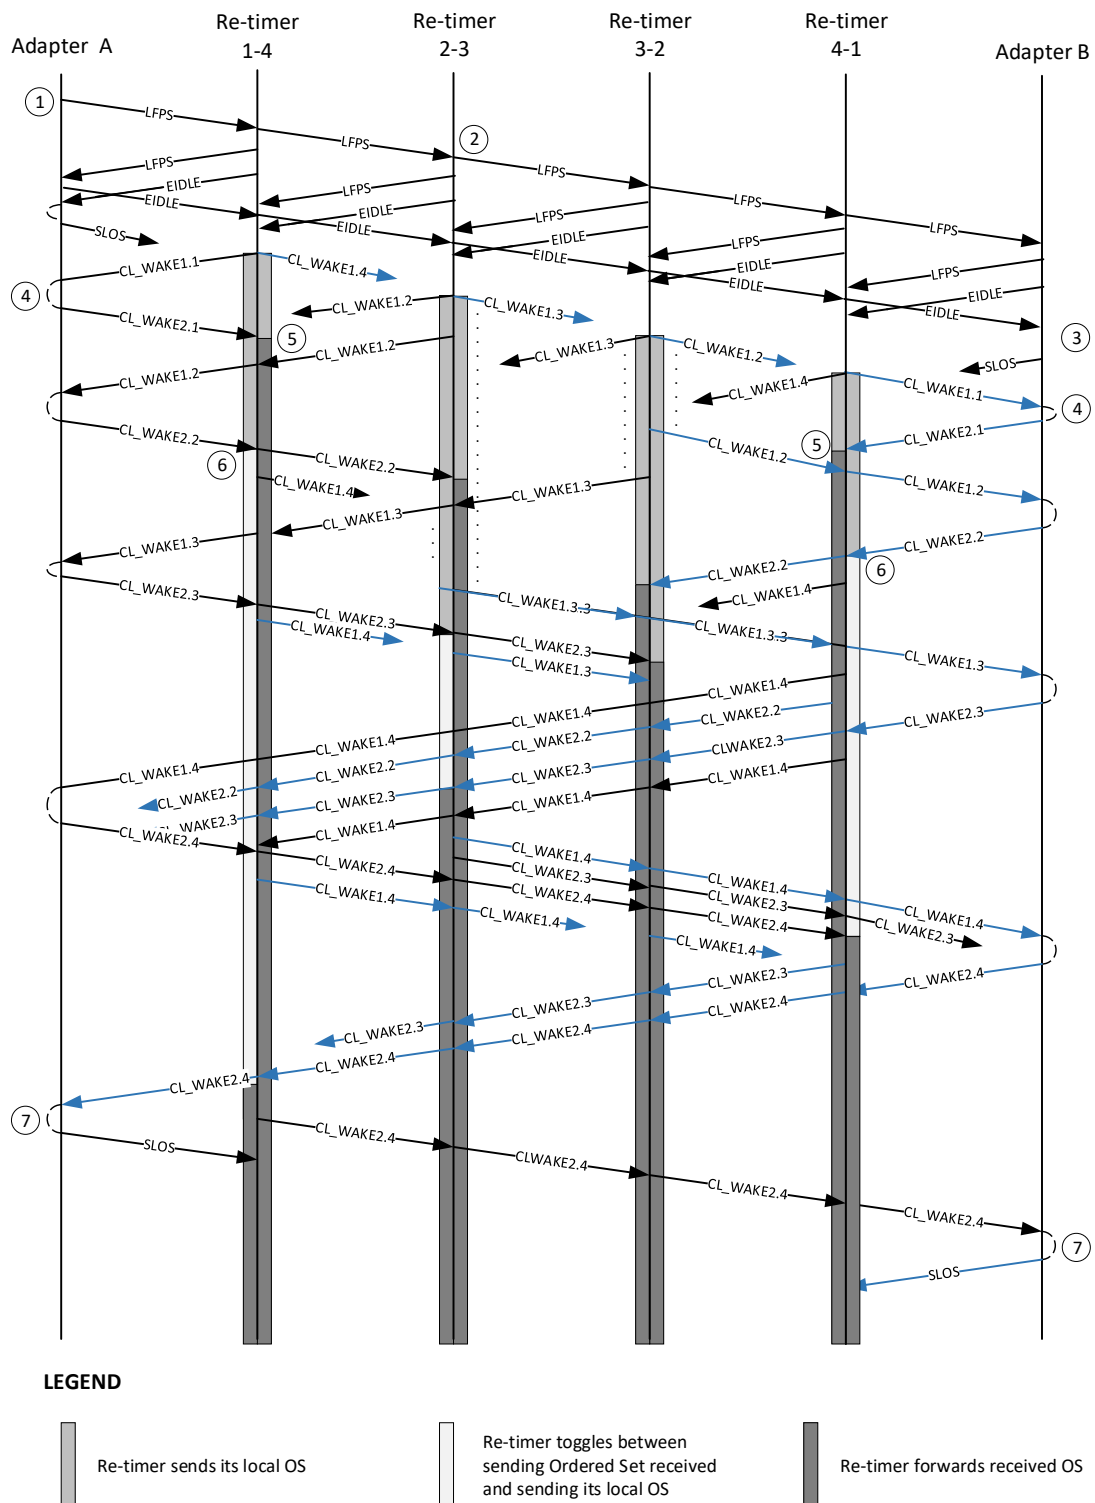 Adapter A
Re-timer
1-4
Re-timer
2-3
Re-timer
3-2
Re-timer
4-1
Adapter B
1
LFPS
LFPS
2
LFPS
LFPS
LFPS
LFPS
EIDLE
EIDLE
LFPS
EIDLE
EIDLE
LFPS
EIDLE
EIDLE
LFPS
EIDLE
EIDLE
LFPS
EIDLE
EIDLE
SLOS
3
SLOS
CL_WAKE1.1
CL_WAKE1.4
4
CL_WAKE1.2
CL_WAKE1.3
CL_WAKE2.1
5
CL_WAKE1.2
CL_WAKE1.3
CL_WAKE1.2
CL_WAKE1.2
CL_WAKE1.4
CL_WAKE1.1
4
CL_WAKE2.2
CL_WAKE2.2
CL_WAKE1.2
5
CL_WAKE2.1
6
CL_WAKE1.4
CL_WAKE1.3
CL_WAKE1.2
CL_WAKE1.3
CL_WAKE1.3
CL_WAKE2.2
CL_WAKE2.2
6
CL_WAKE1.4
CL_WAKE2.3
CL_WAKE2.3
CL_WAKE1.3.3
CL_WAKE1.4
CL_WAKE2.3
CL_WAKE1.3.3
CL_WAKE1.3
CL_WAKE1.3
CL_WAKE1.4
CL_WAKE1.4
CL_WAKE2.2
CL_WAKE2.3
CL_WAKE1.4
CL_WAKE2.2
CLWAKE2.3
CL_WAKE1.4
CL_WAKE2.2
CL_WAKE2.3
CL_WAKE1.4
CL_WAKE2.2
CL_WAKE2.3
CL_WAKE1.4
CL_WAKE2.3
CL_WAKE1.4
CL_WAKE2.4
CL_WAKE2.4
CL_WAKE1.4
CL_WAKE2.3
CL_WAKE2.4
CL_WAKE1.4
CL_WAKE2.3
CL_WAKE2.4
CL_WAKE1.4
CL_WAKE2.3
CL_WAKE1.4
CL_WAKE1.4
CL_WAKE1.4
CL_WAKE2.3
CL_WAKE2.4
CL_WAKE2.3
CL_WAKE2.4
CL_WAKE2.3
CL_WAKE2.4
CL_WAKE2.4
CL_WAKE2.4
7
SLOS
CL_WAKE2.4
CLWAKE2.4
CL_WAKE2.4
CL_WAKE2.4
7
SLOS
LEGEND
Re-timer sends its local OS
Re-timer toggles between
sending Ordered Set received
and sending its local OS
Re-timer forwards received OS